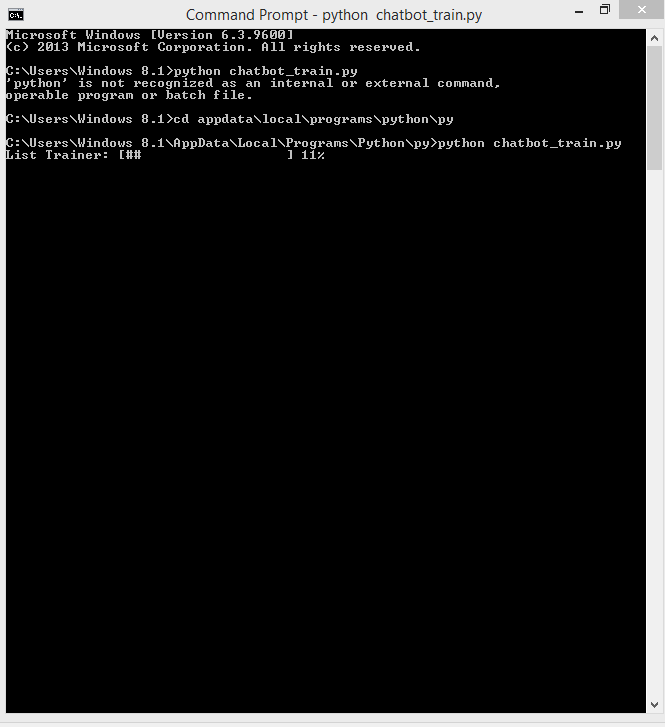 Command Prompt - python  chatbot_train.py
Microsoft Windows [Version 6.3.9600]
(c) 2013 Microsoft Corporation. All rights reserved.
C:\Users\Windows 8.1>python chatbot_train.py
'python' is not recognized as an internal or external command,
operable program or batch file.
C:\Users\Windows 8.1>cd appdata\local\programs\python\py
C:\Users\Windows 8.1\AppData\Local\Programs\Python\py>python chatbot_train.py
List Trainer: [##                  ] 11%